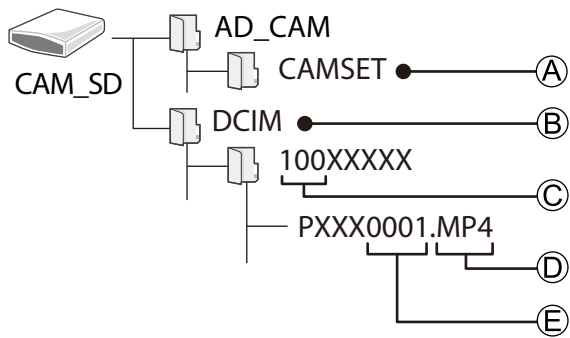 AD_CAM
CAM_SD
CAMSET
A
DCIM
B
100XXXXX
C
PXXX0001.MP4
D
E